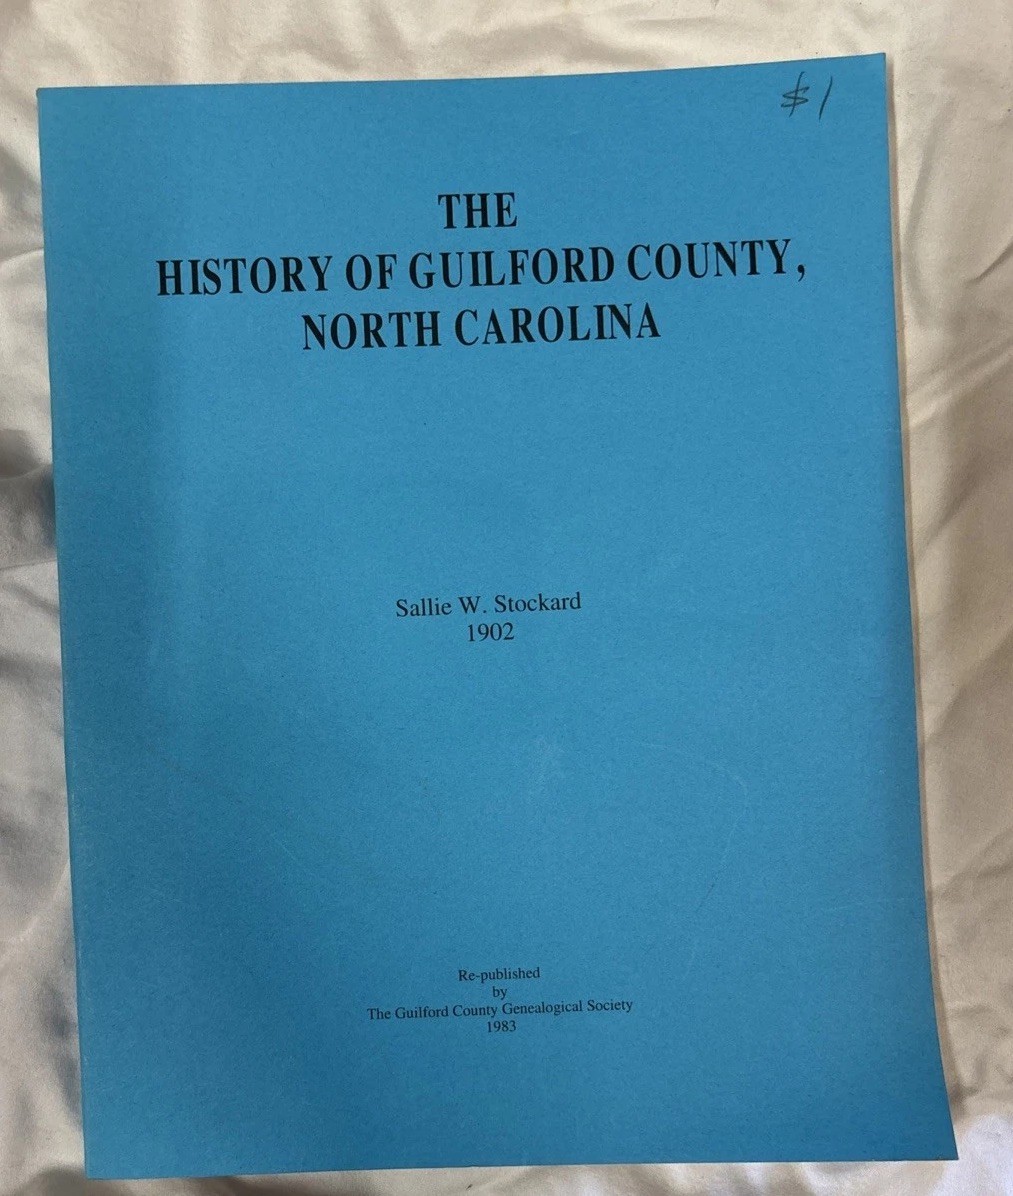 $1
THE
HISTORY OF GUILFORD COUNTY,
NORTH CAROLINA
Sallie W. Stockard
1902
Re-published
by
The Guilford County Genealogical Society
1983